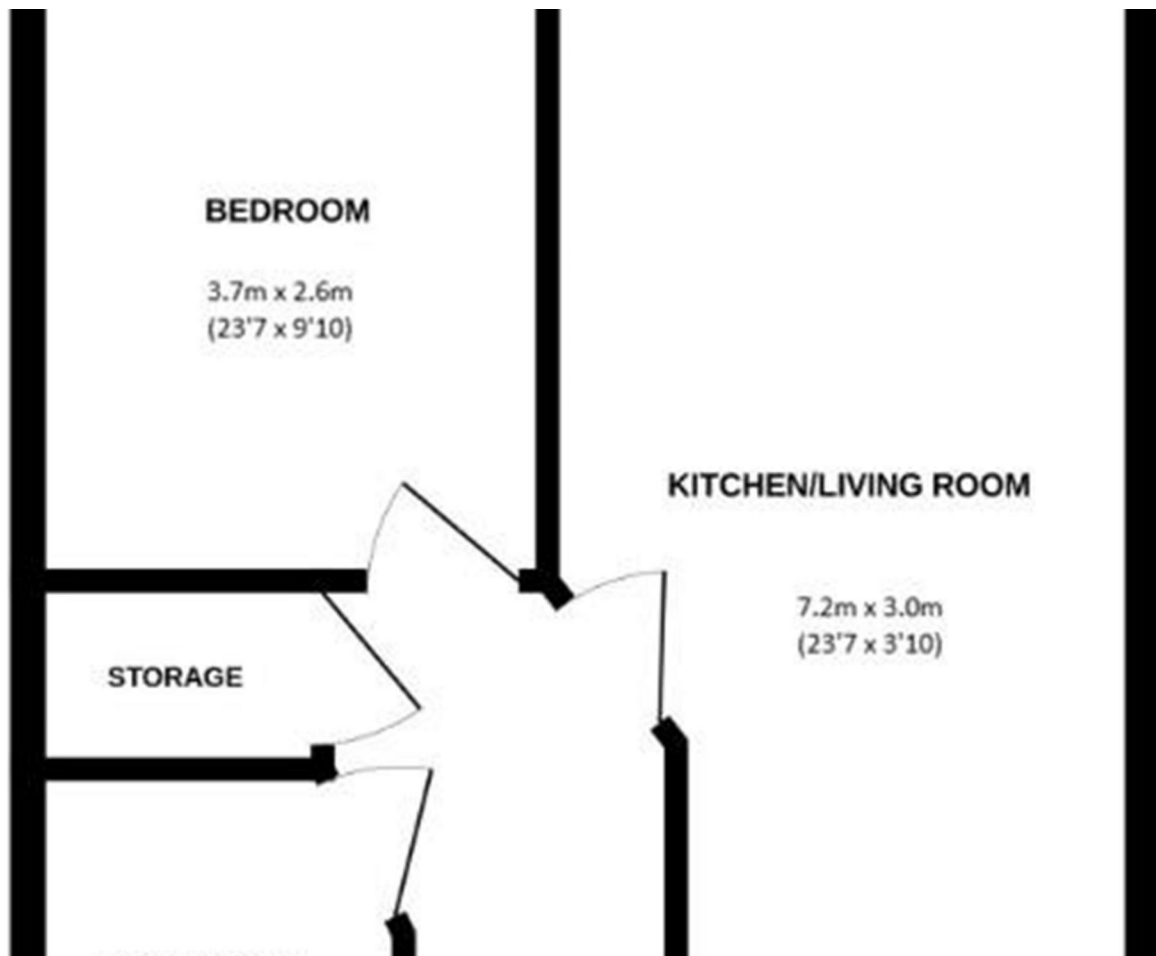 BEDROOM
3.7m x 2.6m
(23'7 x 9'10)
KITCHEN/LIVING ROOM
7.2m x 3.0m
(23'7 x 3'10)
STORAGE